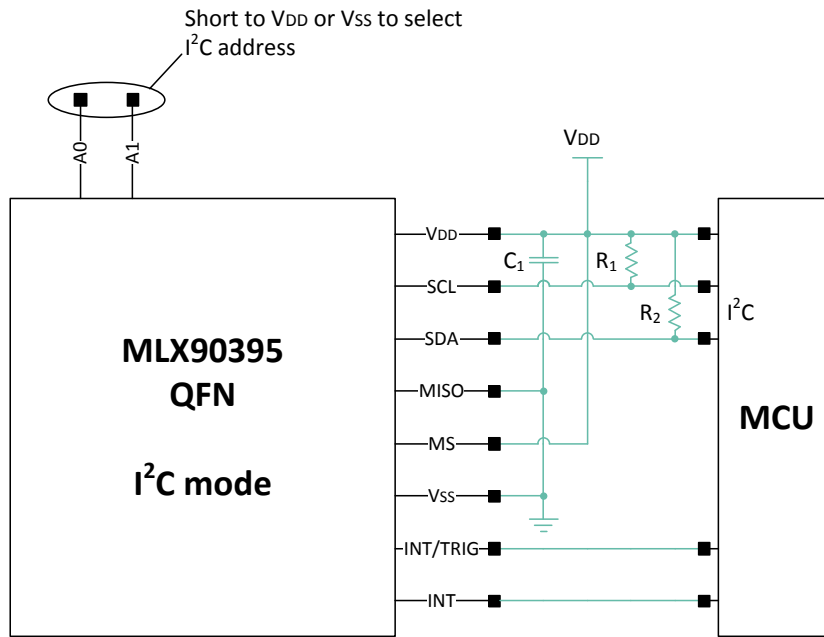 Short to VDD or VSS to select
I²C address
A0
A1
VDD
VDD
C₁
R₁
SCL
R₂
I²C
SDA
MLX90395
QFN
I²C mode
MISO
MS
VSS
INT/TRIG
INT
MCU